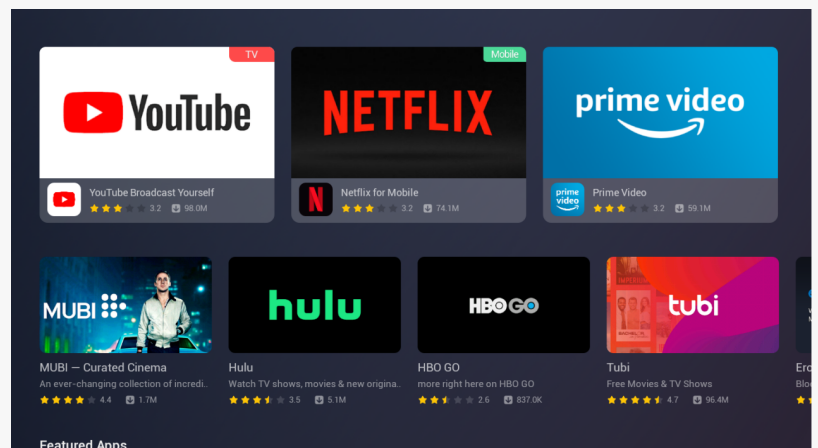 TV
YouTube
Mobile
NETFLIX
prime video
YouTube Broadcast Yourself
3.2 98.0M
Netflix for Mobile
3.2 74.1M
prime video
Prime Video
3.2 59.1M
MUBI
hulu
HBO GO
tubi
MUBI — Curated Cinema
An ever-changing collection of incredi..
4.4 1.7M
Hulu
Watch TV shows, movies & new origina..
3.5 5.1M
HBO GO
more right here on HBO GO
2.6 837.0K
Tubi
Free Movies & TV Shows
4.7 96.4M
Featured Apps